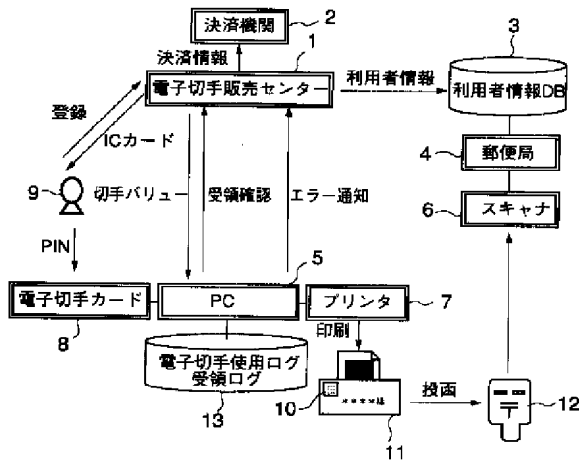 決済機関
2
決済情報
1
3
電子切手販売センター
利用者情報
利用者情報DB
登録
ICカード
4
郵便局
9
切手バリュー
受領確認
エラー通知
6
スキャナ
PIN
5
電子切手カード
PC
プリンタ
7
8
印刷
電子切手使用ログ
受領ログ
13
10
投画
〒
12
11